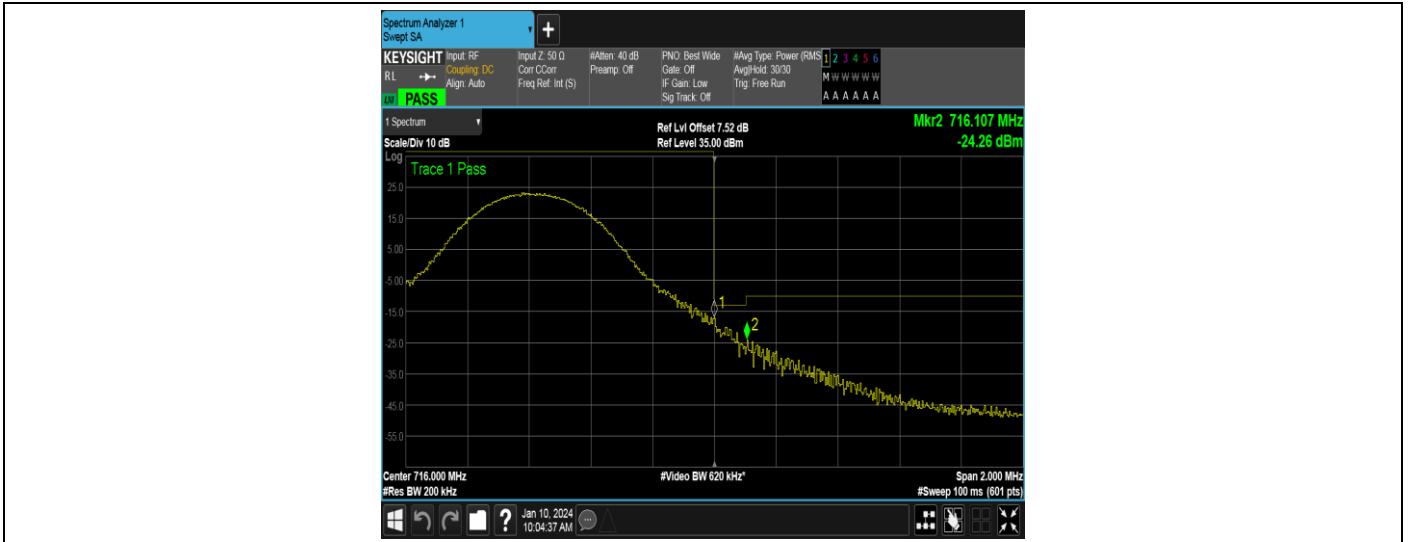 Spectrum Analyzer 1
Swept SA
+
KEYSIGHT
RL
PASS
Input: RF
Coupling: DC
Align: Auto
Input Z: 50 Ω
Corr CCorr
Freq Ref: Int (S)
#Atten: 40 dB
Preamp: Off
PNO: Best Wide
Gate: Off
IF Gain: Low
Sig Track: Off
#Avg Type: Power (RMS
Avg|Hold: 30/30
Trig: Free Run
1 2 3 4 5 6
M W W W W W
A A A A A A
1 Spectrum
Scale/Div 10 dB
Ref Lvl Offset 7.52 dB
Ref Level 35.00 dBm
Mkr2 716.107 MHz
-24.26 dBm
Log
Trace 1 Pass
25.0
15.0
5.00
-5.00
-15.0
-25.0
-35.0
-45.0
-55.0
1
2
Center 716.000 MHz
#Res BW 200 kHz
#Video BW 620 kHz*
Span 2.000 MHz
#Sweep 100 ms (601 pts)
?
Jan 10, 2024
10:04:37 AM